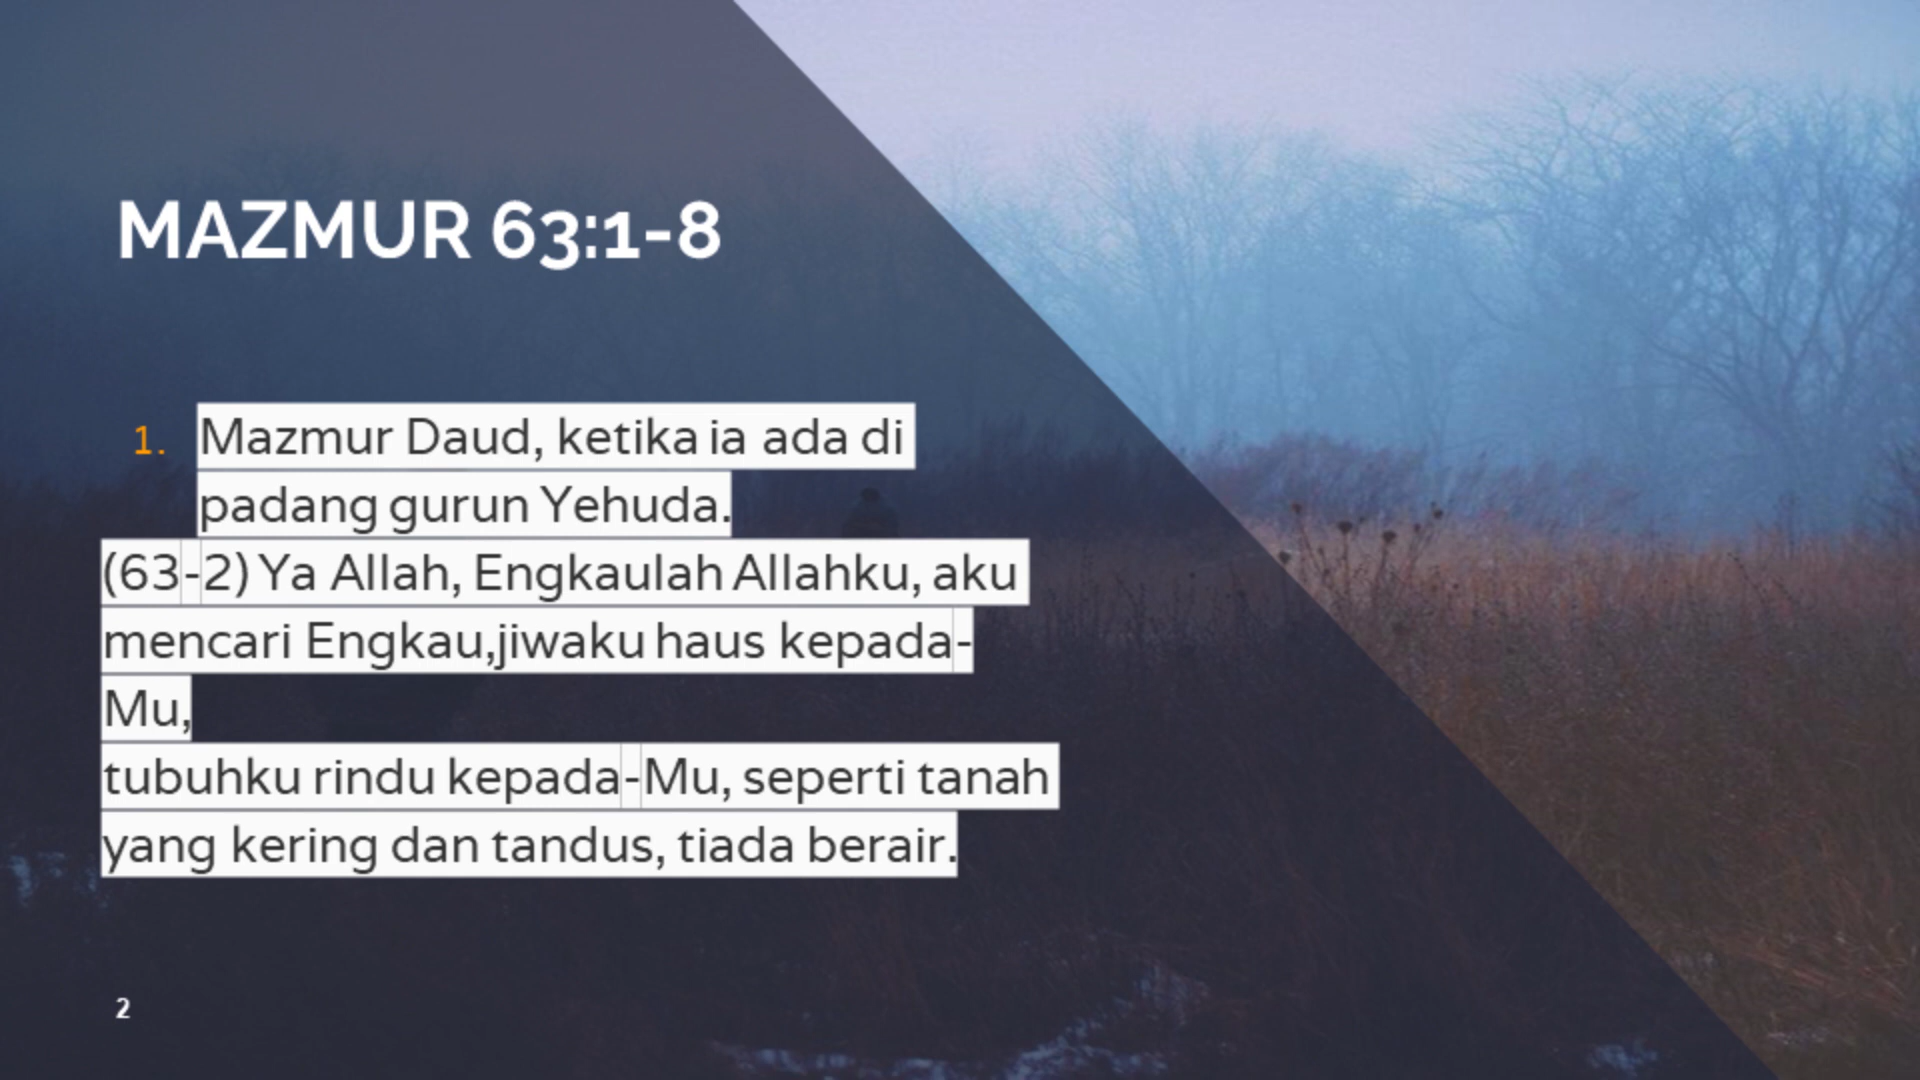 MAZMUR 63:1-8
1. Mazmur Daud, ketika ia ada di
padang gurun Yehuda.
(63-2) Ya Allah, Engkaulah Allahku, aku
mencari Engkau,jiwaku haus kepada-
Mu,
tubuhku rindu kepada-Mu, seperti tanah
yang kering dan tandus, tiada berair.
2